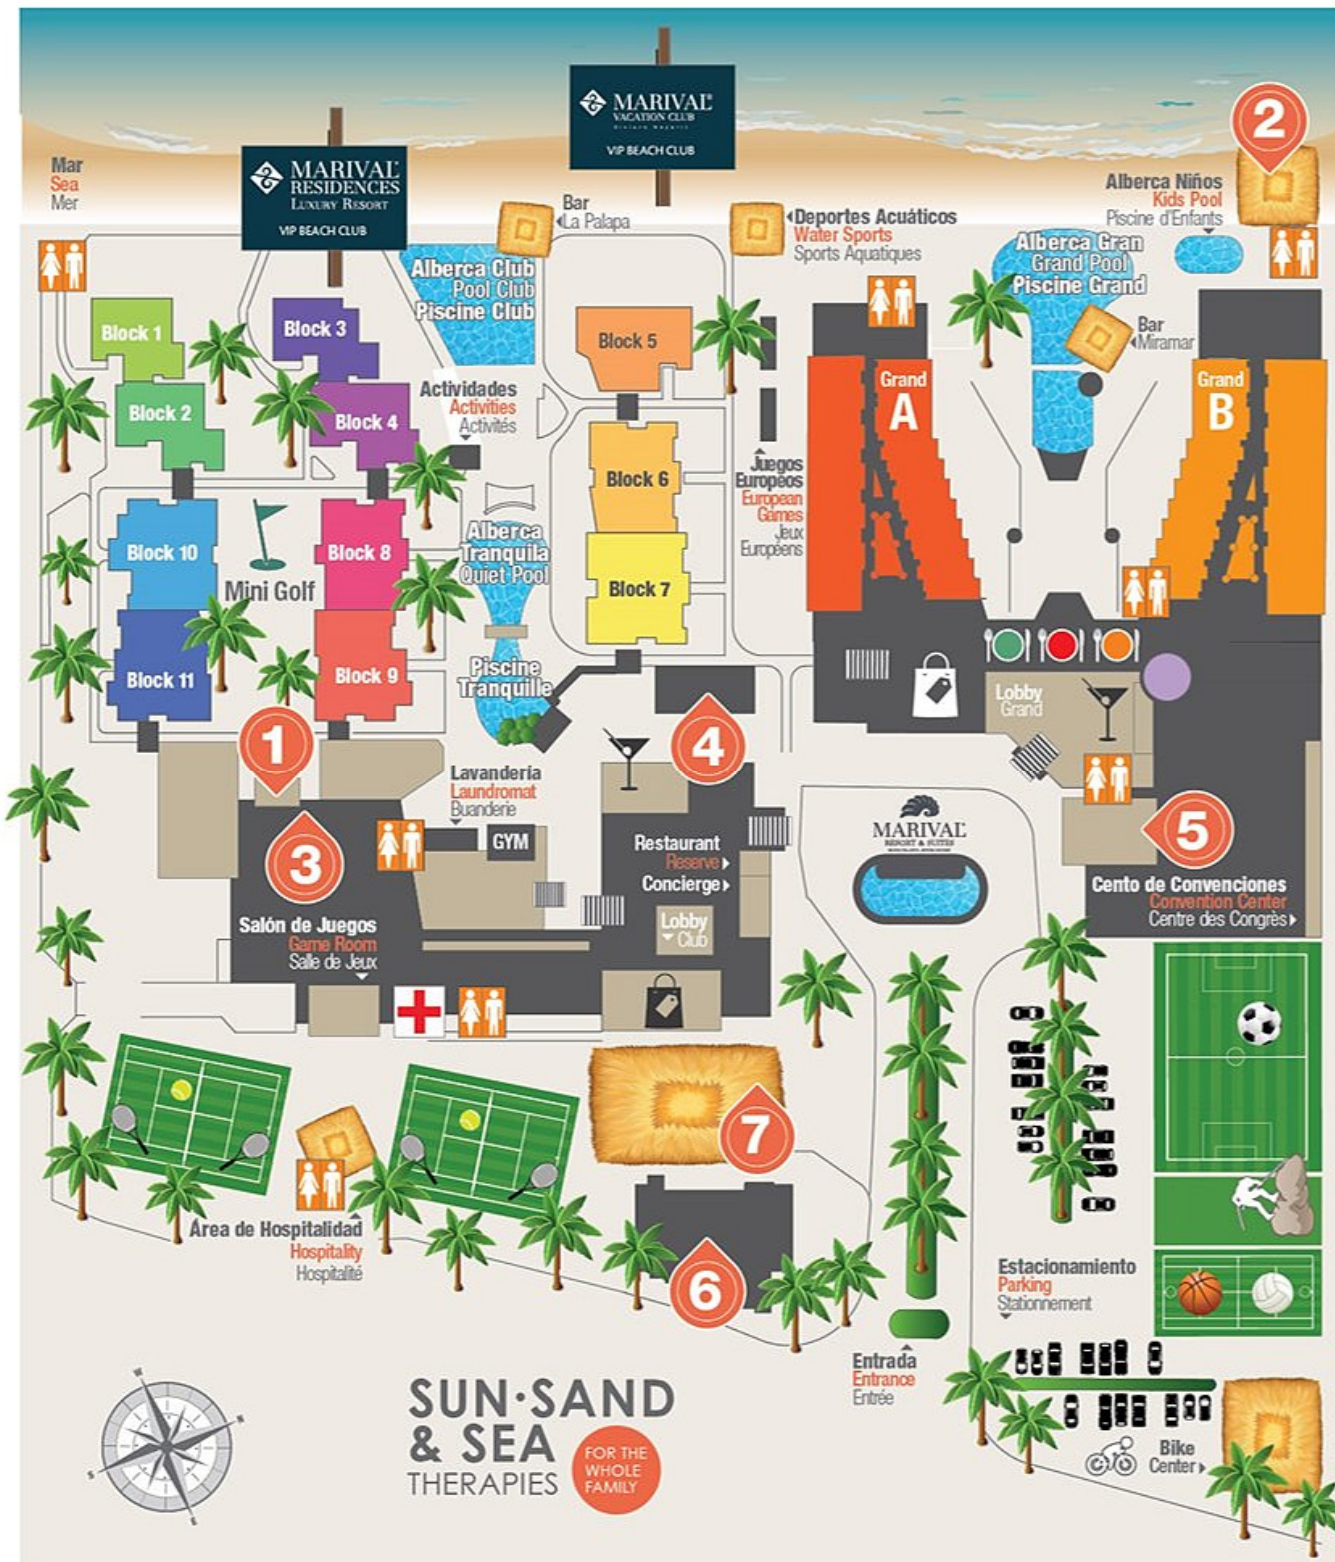 MARIVAL
VACATION CLUB
VIP BEACH CLUB
2
MARIVAL
RESIDENCES
LUXURY RESORT
VIP BEACH CLUB
Mar
Sea
Mer
Bar
La Palapa
Deportes Acuáticos
Water Sports
Sports Aquatiques
Alberca Niños
Kids Pool
Piscine d'Enfants
Alberca Club
Pool Club
Piscine Club
Alberca Gran
Grand Pool
Piscine Grand
Bar
Miramar
Block 1
Block 3
Block 5
Block 2
Block 4
Actividades
Activities
Activités
Grand
A
Grand
B
Block 6
Juegos
Européos
European
Games
Jeux
Européens
Block 10
Mini Golf
Block 8
Alberca
Tranquila
Quiet Pool
Block 7
Block 11
Block 9
Piscine
Tranquille
Lobby
Grand
1
4
Lavandería
Laundromat
Buanderie
GYM
3
Restaurant
Reserve
Concierge
Lobby
Club
MARIVAL
RESORT & SUITES
5
Cento de Convenciones
Convention Center
Centre des Congrès
Salón de Juegos
Game Room
Salle de Jeux
7
Área de Hospitalidad
Hospitality
Hospitalité
6
Estacionamiento
Parking
Stationnement
Entrada
Entrance
Entrée
W
N
S
E
SUN·SAND
& SEA
THERAPIES
FOR THE
WHOLE
FAMILY
Bike
Center